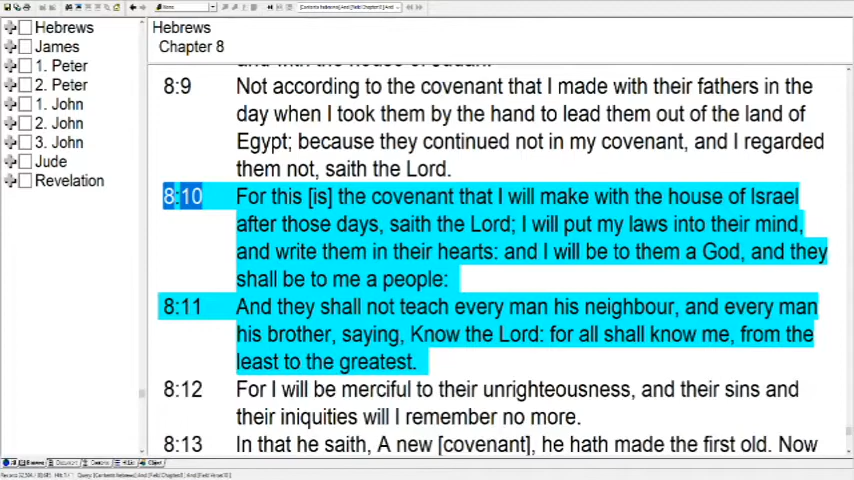 Hebrews
James
1. Peter
2. Peter
1. John
2. John
3. John
Jude
Revelation
Hebrews
Chapter 8
8:9 Not according to the covenant that I made with their fathers in the
day when I took them by the hand to lead them out of the land of
Egypt; because they continued not in my covenant, and I regarded
them not, saith the Lord.
8:10 For this [is] the covenant that I will make with the house of Israel
after those days, saith the Lord; I will put my laws into their mind,
and write them in their hearts: and I will be to them a God, and they
shall be to me a people:
8:11 And they shall not teach every man his neighbour, and every man
his brother, saying, Know the Lord: for all shall know me, from the
least to the greatest.
8:12 For I will be merciful to their unrighteousness, and their sins and
their iniquities will I remember no more.
8:13 In that he saith, A new [covenant], he hath made the first old. Now